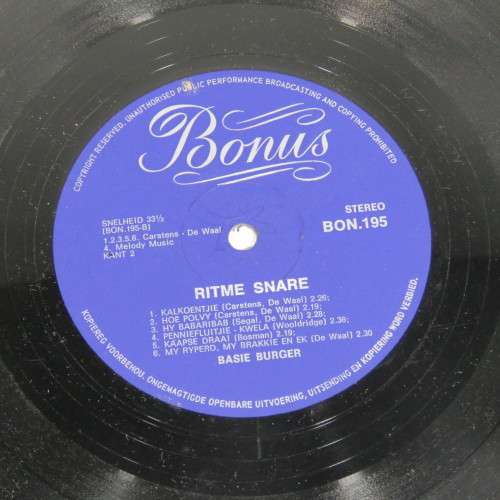 COPYRIGHT RESERVED, UNAUTHORISED PUBLIC PERFORMANCE BROADCASTING AND COPYING PROHIBITED
Bonus
SNELHEID 33⅓
[BON.195-B]
1.2.3.5.6. Carstens - De Waal
4. Melody Music
KANT 2
STEREO
BON.195
RITME SNARE
1. KALKOENTJIE [Carstens, De Waal] 2.26;
2. HOE POLVY [Carstens, De Waal] 2.19;
3. HY BABARIBAB [Segal, De Waal] 2.28;
4. PENNIEFLUITJIE - KWELA [Wooldridge] 2.36;
5. KAAPSE DRAAI [Bosman] 2.19;
6. MY RYPERD, MY BRAKKIE EN EK [De Waal] 2.30
BASIE BURGER
KOPIEREG VOORBEHOU, ONGEMAGTIGDE OPENBARE UITVOERING, UITSENDING EN KOPIERING WORD VERDIED.